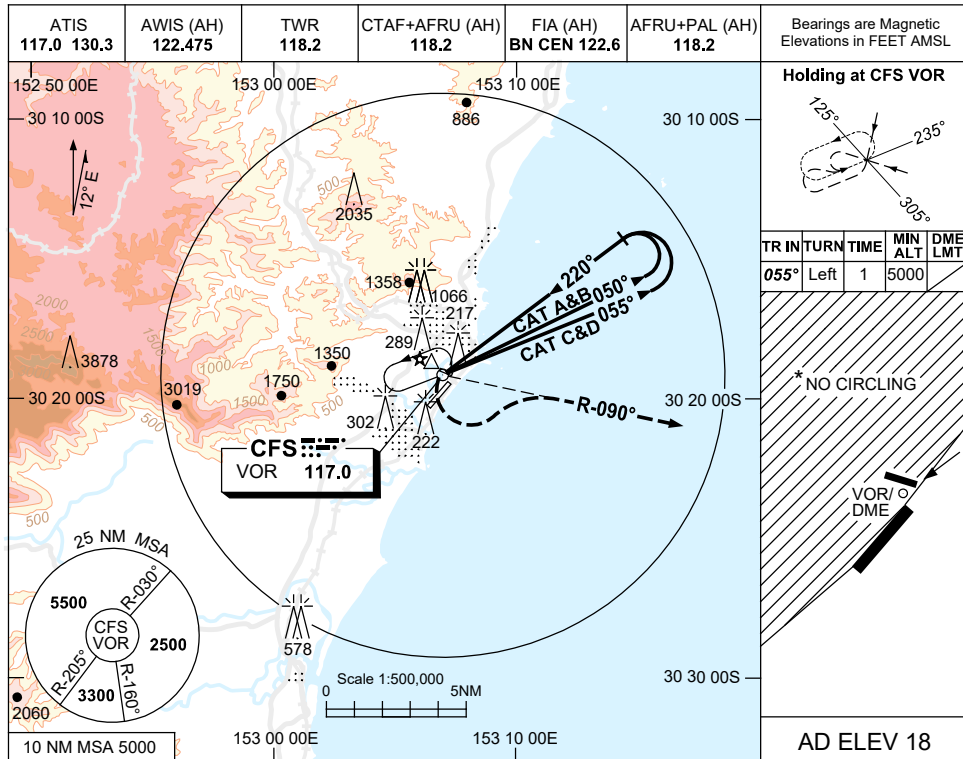 ATIS
117.0 130.3
AWIS (AH)
122.475
TWR
118.2
CTAF+AFRU (AH)
118.2
FIA (AH)
BN CEN 122.6
AFRU+PAL (AH)
118.2
Bearings are Magnetic
Elevations in FEET AMSL
152 50 00E
153 00 00E
153 10 00E
30 10 00S
30 10 00S
12° E
886
500
2035
1358
1066
217
289
220°
CAT A&B 050°
CAT C&D 055°
2000
2500
1500
1000
3878
3019
1350
1750
1500
500
30 20 00S
30 20 00S
302
222
R-090°
CFS
VOR 117.0
500
500
25 NM MSA
5500
R-030°
CFS
VOR
2500
R-205°
3300
R-160°
2060
578
Scale 1:500,000
0 5NM
30 30 00S
10 NM MSA 5000
153 00 00E
153 10 00E
Holding at CFS VOR
125°
235°
305°
TR IN TURN TIME MIN ALT DME LMT
055° Left 1 5000
*NO CIRCLING
VOR/
DME
AD ELEV 18